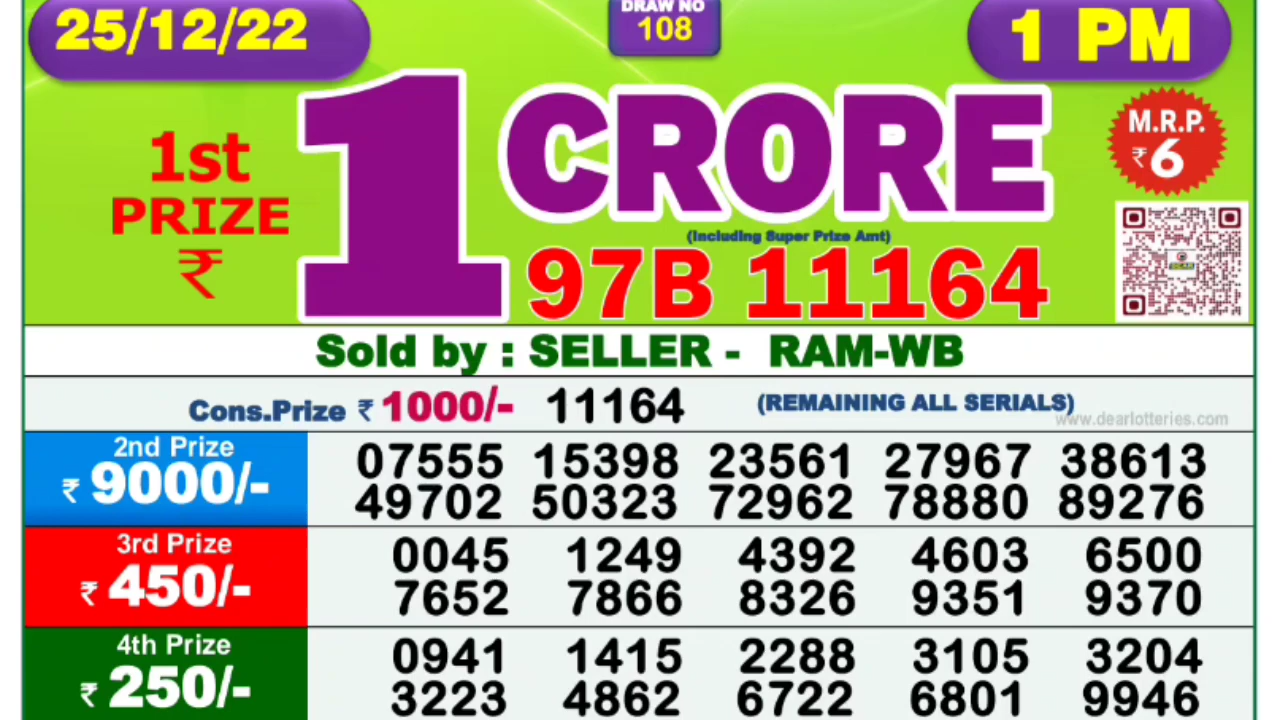 25/12/22
DRAW NO
108
1 PM
1st
PRIZE
₹
1 CRORE
(Including Super Prize Amt)
97B 11164
M.R.P.
₹6
Sold by : SELLER - RAM-WB
Cons.Prize ₹ 1000/- 11164 (REMAINING ALL SERIALS)
www.dearlotteries.com
2nd Prize
₹ 9000/-
07555 15398 23561 27967 38613
49702 50323 72962 78880 89276
3rd Prize
₹ 450/-
0045 1249 4392 4603 6500
7652 7866 8326 9351 9370
4th Prize
₹ 250/-
0941 1415 2288 3105 3204
3223 4862 6722 6801 9946